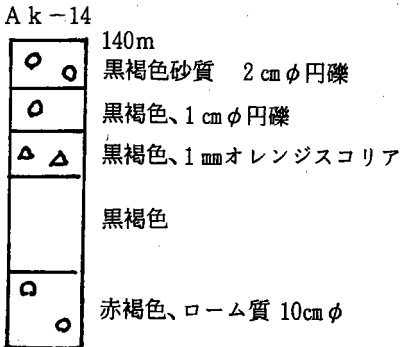 Ak-14
140m
黒褐色砂質 2cmφ円礫
黒褐色、1cmφ円礫
黒褐色、1mmオレンジスコリア
黒褐色
赤褐色、ローム質 10cmφ